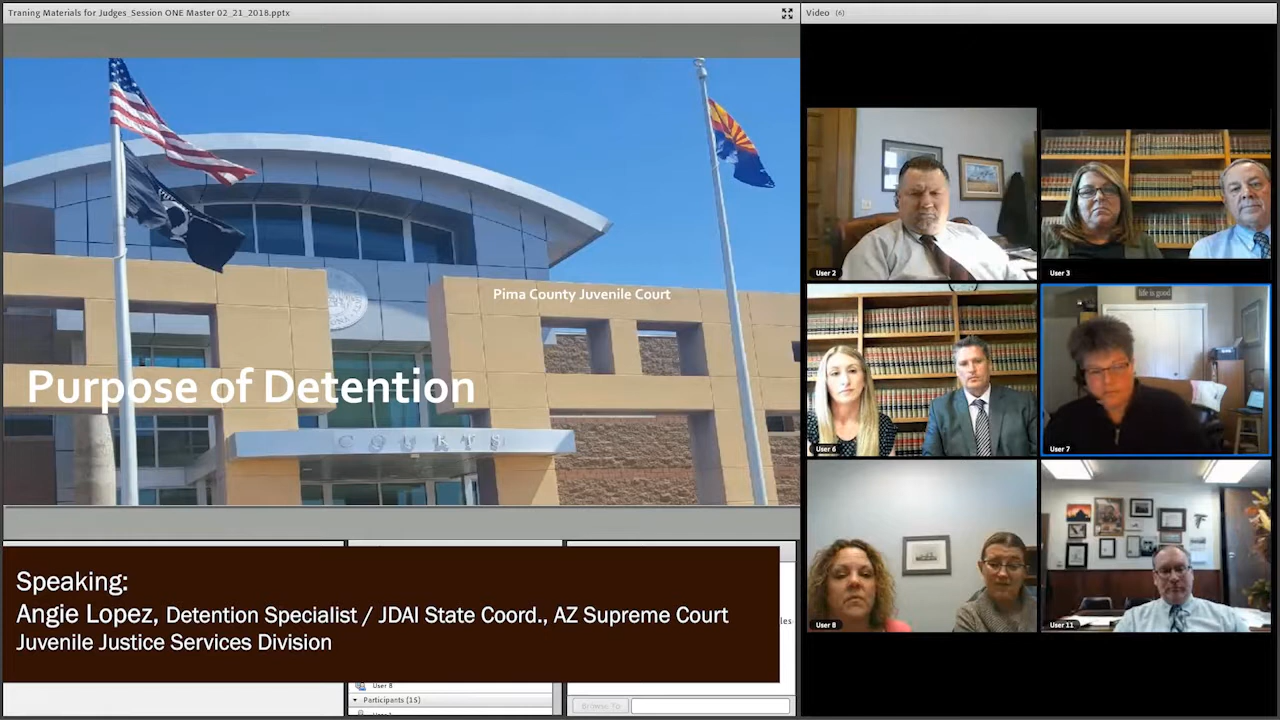 Traning Materials for Judges_Session ONE Master 02_21_2018.pptx
Video (6)
Pima County Juvenile Court
Purpose of Detention
COURTS
Speaking:
Angie Lopez, Detention Specialist / JDAI State Coord., AZ Supreme Court
Juvenile Justice Services Division
User 8
Participants (15)
Browse To
User 2
User 3
User 6
life is good
User 7
User 8
User 11